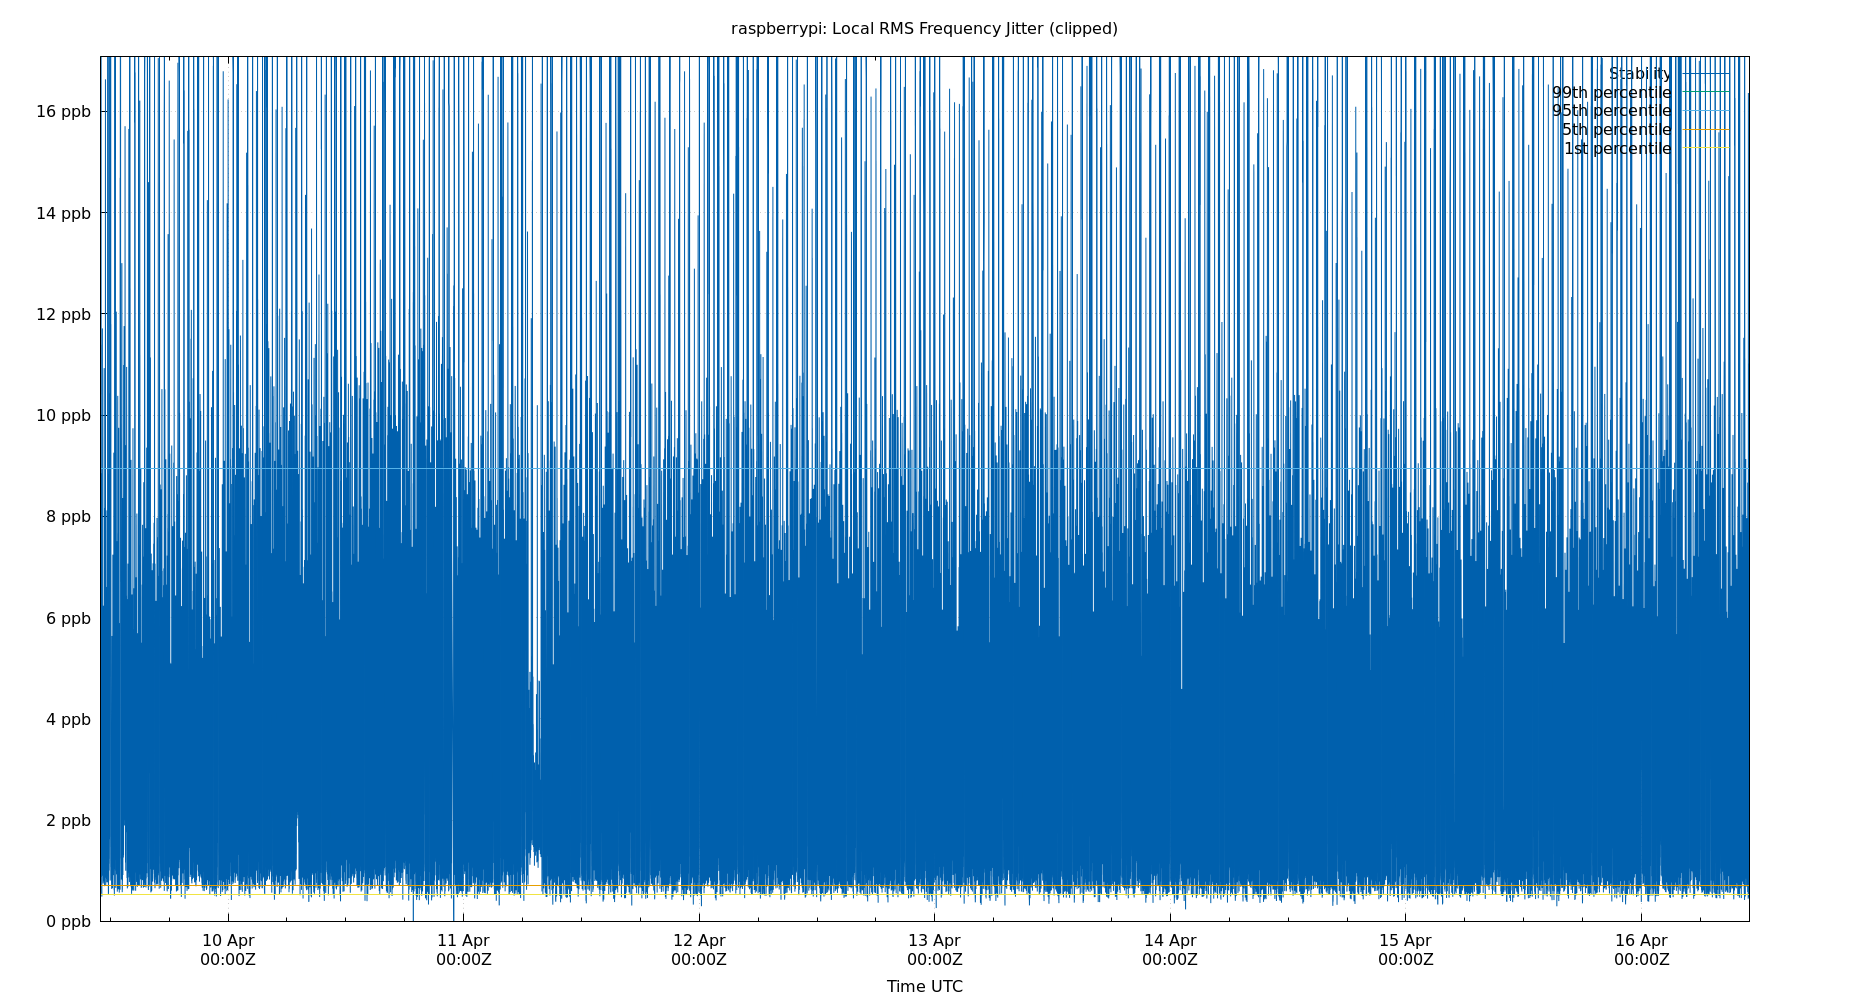 raspberrypi: Local RMS Frequency Jitter (clipped)
Stability
99th percentile
95th percentile
5th percentile
1st percentile
16 ppb
14 ppb
12 ppb
10 ppb
8 ppb
6 ppb
4 ppb
2 ppb
0 ppb
10 Apr 11 Apr 12 Apr 13 Apr 14 Apr 15 Apr 16 Apr
00:00Z 00:00Z 00:00Z 00:00Z 00:00Z 00:00Z 00:00Z
Time UTC